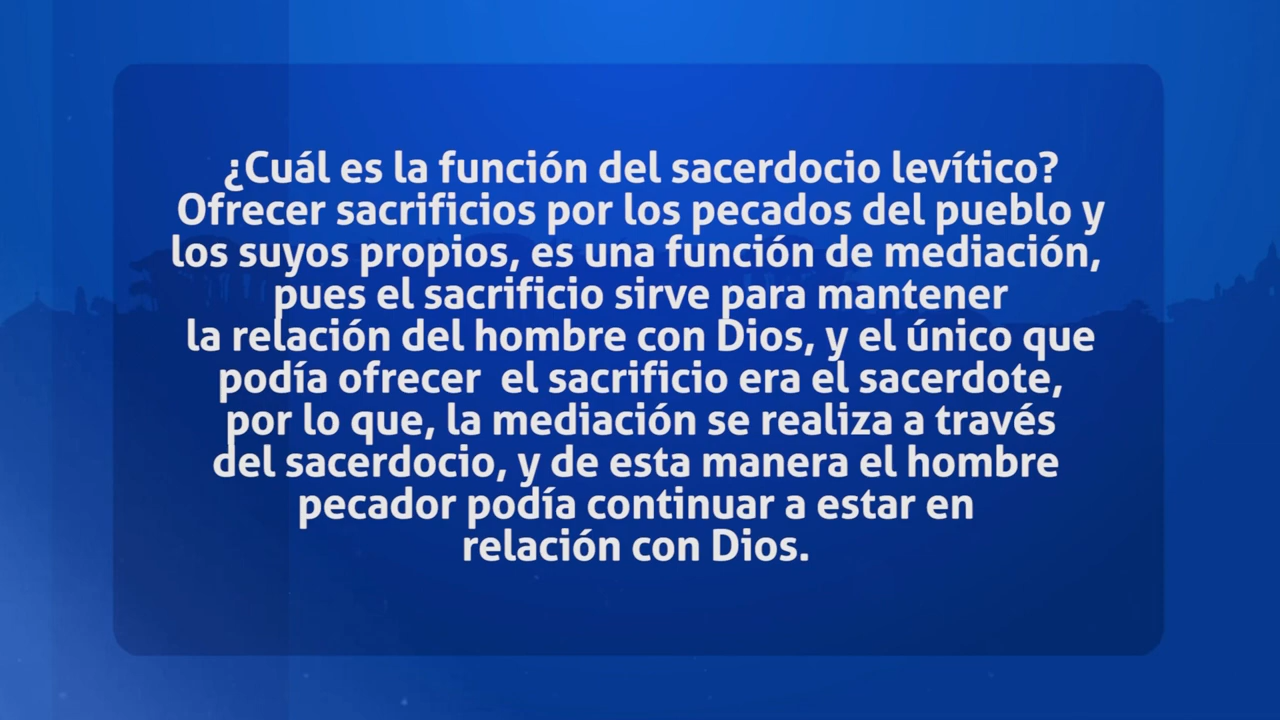 ¿Cuál es la función del sacerdocio levítico?
Ofrecer sacrificios por los pecados del pueblo y
los suyos propios, es una función de mediación,
pues el sacrificio sirve para mantener
la relación del hombre con Dios, y el único que
podía ofrecer  el sacrificio era el sacerdote,
por lo que, la mediación se realiza a través
del sacerdocio, y de esta manera el hombre
pecador podía continuar a estar en
relación con Dios.